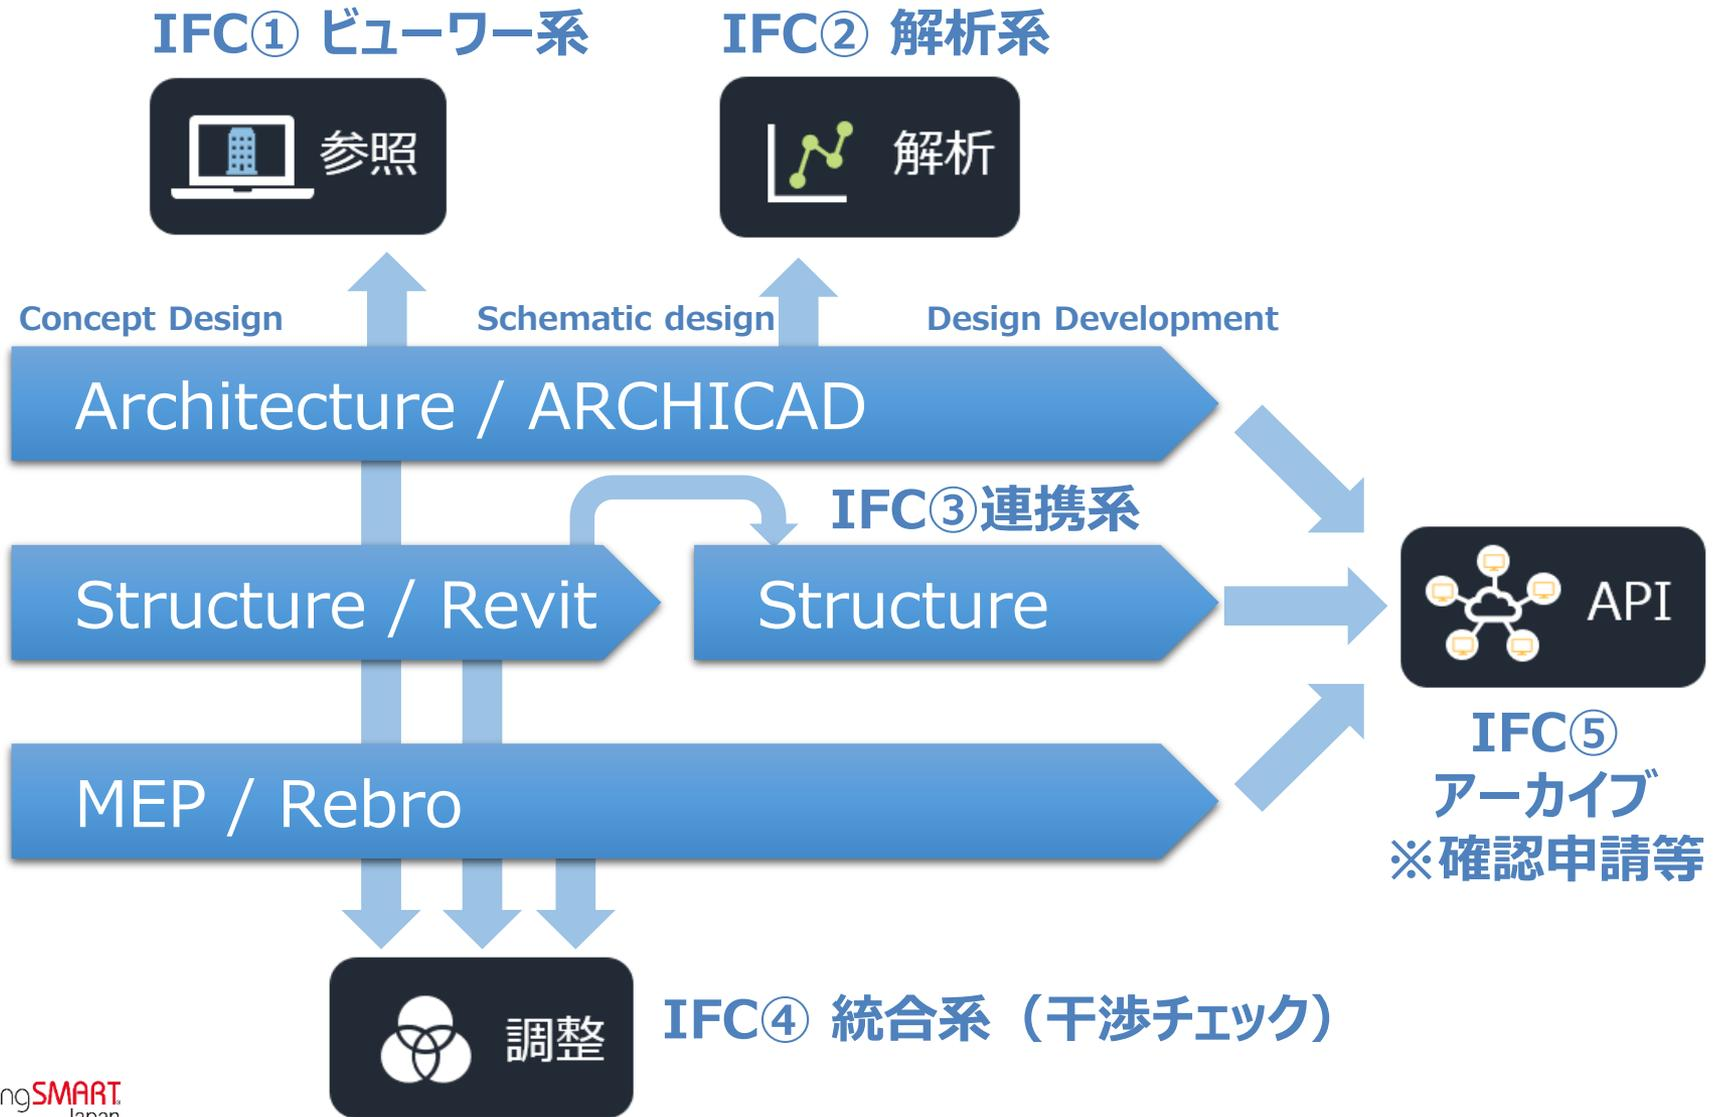 IFC① ビューワー系
IFC② 解析系
参照
解析
Concept Design
Schematic design
Design Development
Architecture / ARCHICAD
IFC③連携系
Structure / Revit
Structure
API
MEP / Rebro
IFC⑤
アーカイブ
※確認申請等
調整
IFC④ 統合系（干渉チェック）
ngSMART
Japan